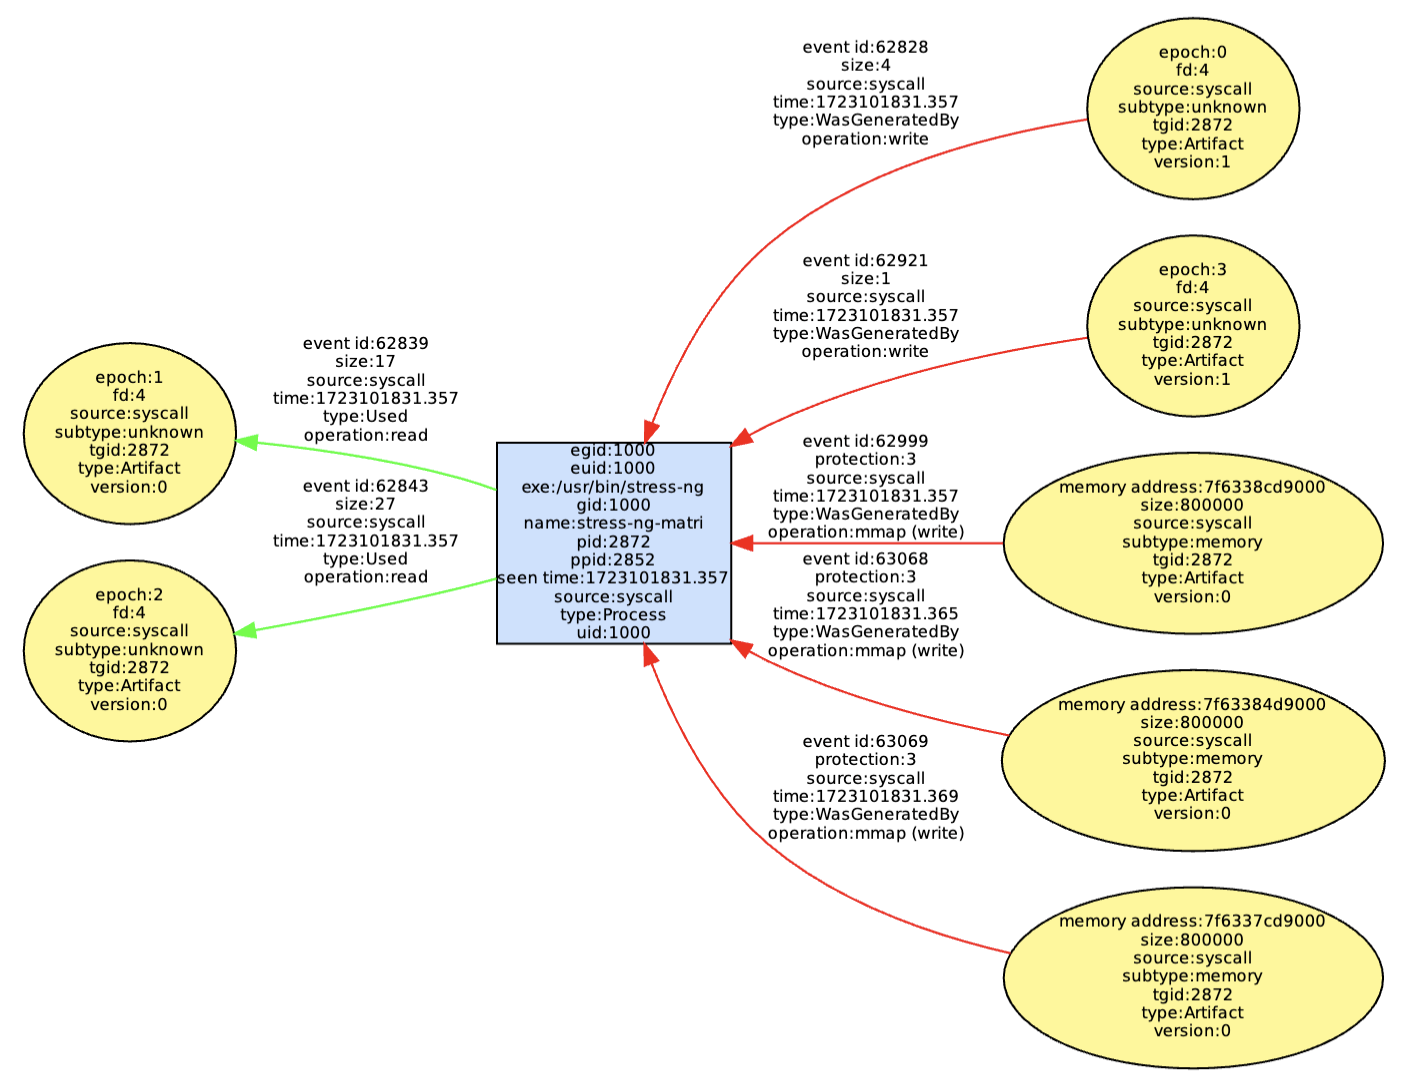 event id:62828
size:4
source:syscall
time:1723101831.357
type:WasGeneratedBy
operation:write
epoch:0
fd:4
source:syscall
subtype:unknown
tgid:2872
type:Artifact
version:1
event id:62921
size:1
source:syscall
time:1723101831.357
type:WasGeneratedBy
operation:write
epoch:3
fd:4
source:syscall
subtype:unknown
tgid:2872
type:Artifact
version:1
event id:62839
size:17
source:syscall
time:1723101831.357
type:Used
operation:read
epoch:1
fd:4
source:syscall
subtype:unknown
tgid:2872
type:Artifact
version:0
event id:62843
size:27
source:syscall
time:1723101831.357
type:Used
operation:read
epoch:2
fd:4
source:syscall
subtype:unknown
tgid:2872
type:Artifact
version:0
egid:1000
euid:1000
exe:/usr/bin/stress-ng
gid:1000
name:stress-ng-matri
pid:2872
ppid:2852
seen time:1723101831.357
source:syscall
type:Process
uid:1000
event id:62999
protection:3
source:syscall
time:1723101831.357
type:WasGeneratedBy
operation:mmap (write)
memory address:7f6338cd9000
size:800000
source:syscall
subtype:memory
tgid:2872
type:Artifact
version:0
event id:63068
protection:3
source:syscall
time:1723101831.365
type:WasGeneratedBy
operation:mmap (write)
memory address:7f63384d9000
size:800000
source:syscall
subtype:memory
tgid:2872
type:Artifact
version:0
event id:63069
protection:3
source:syscall
time:1723101831.369
type:WasGeneratedBy
operation:mmap (write)
memory address:7f6337cd9000
size:800000
source:syscall
subtype:memory
tgid:2872
type:Artifact
version:0